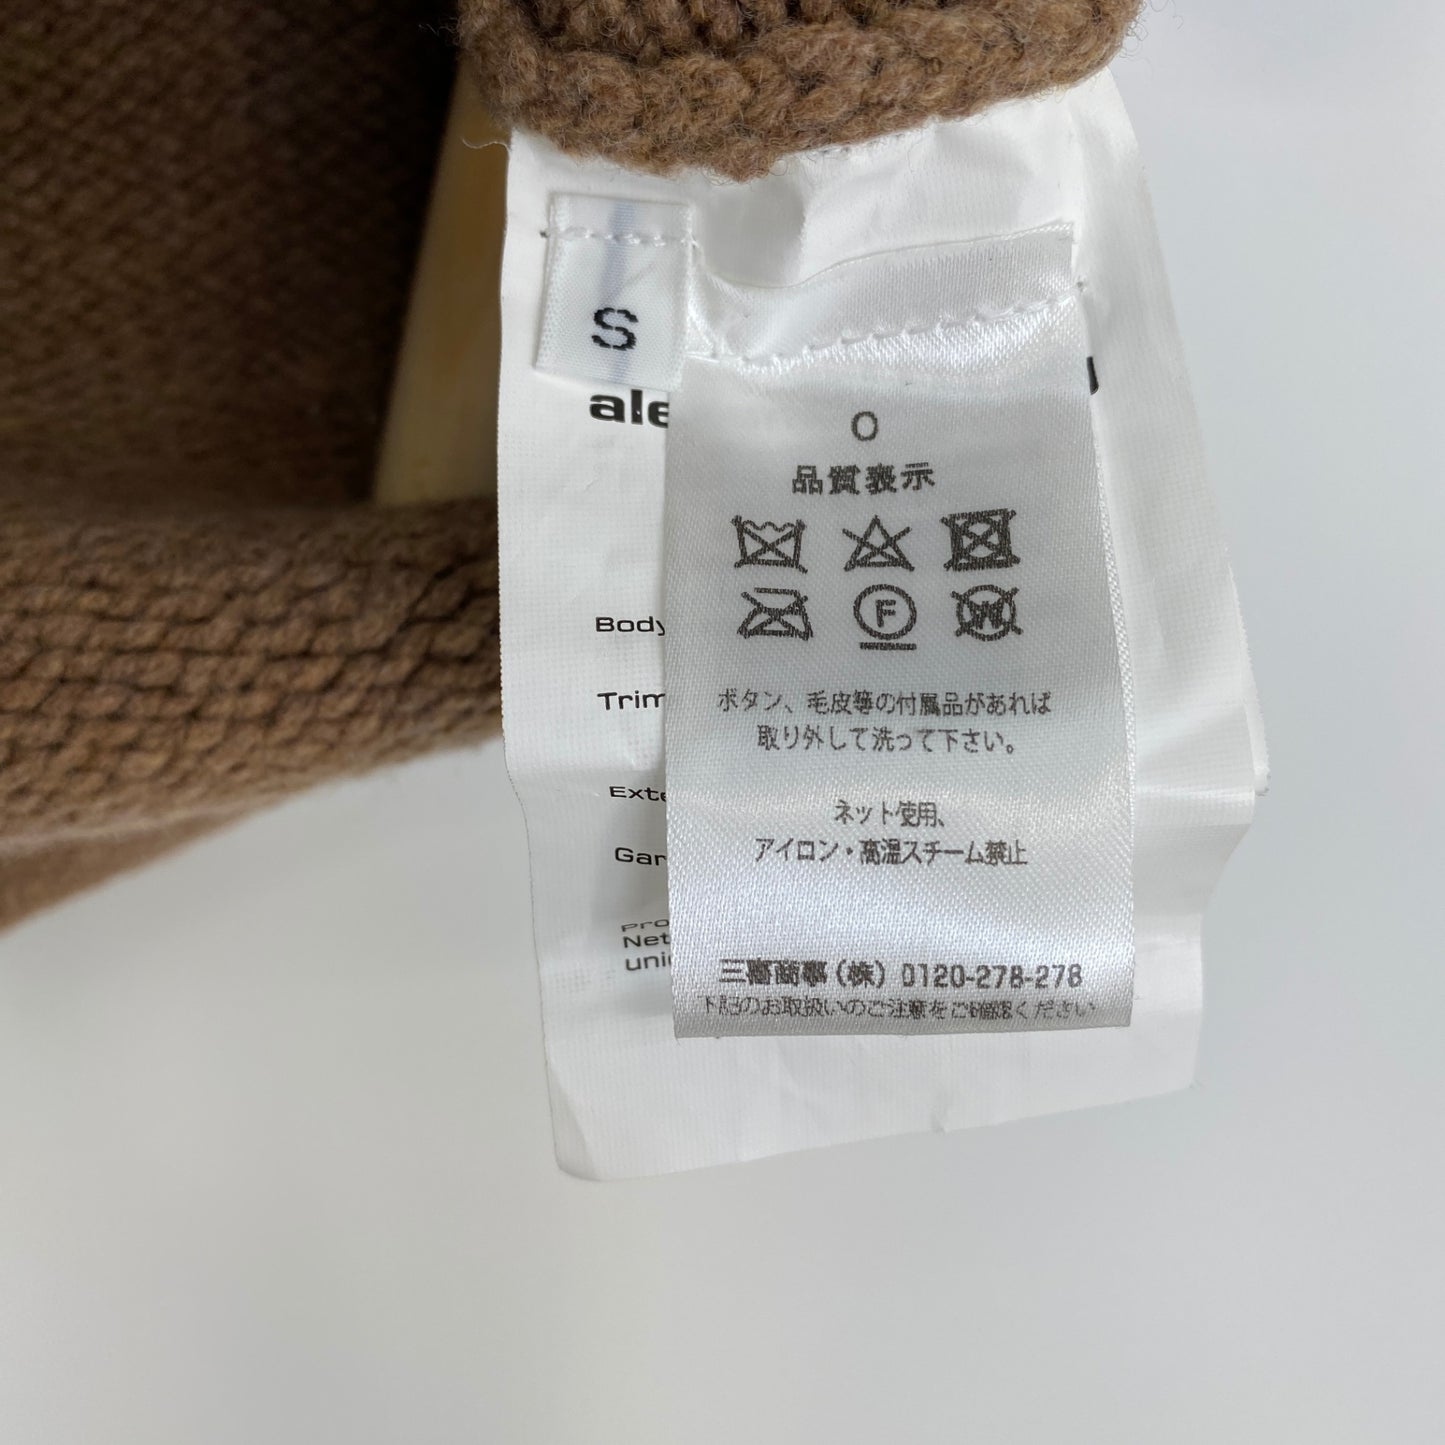 S
ale
O
品質表示
F
W
Body
Trim
ボタン、毛皮等の付属品があれば
取り外して洗って下さい。
Exte
ネット使用、
アイロン・高温スチーム禁止
Gar
pro
Net
uni
三喜商事(株) 0120-278-278
下記のお取扱いのご注意をご確認ください